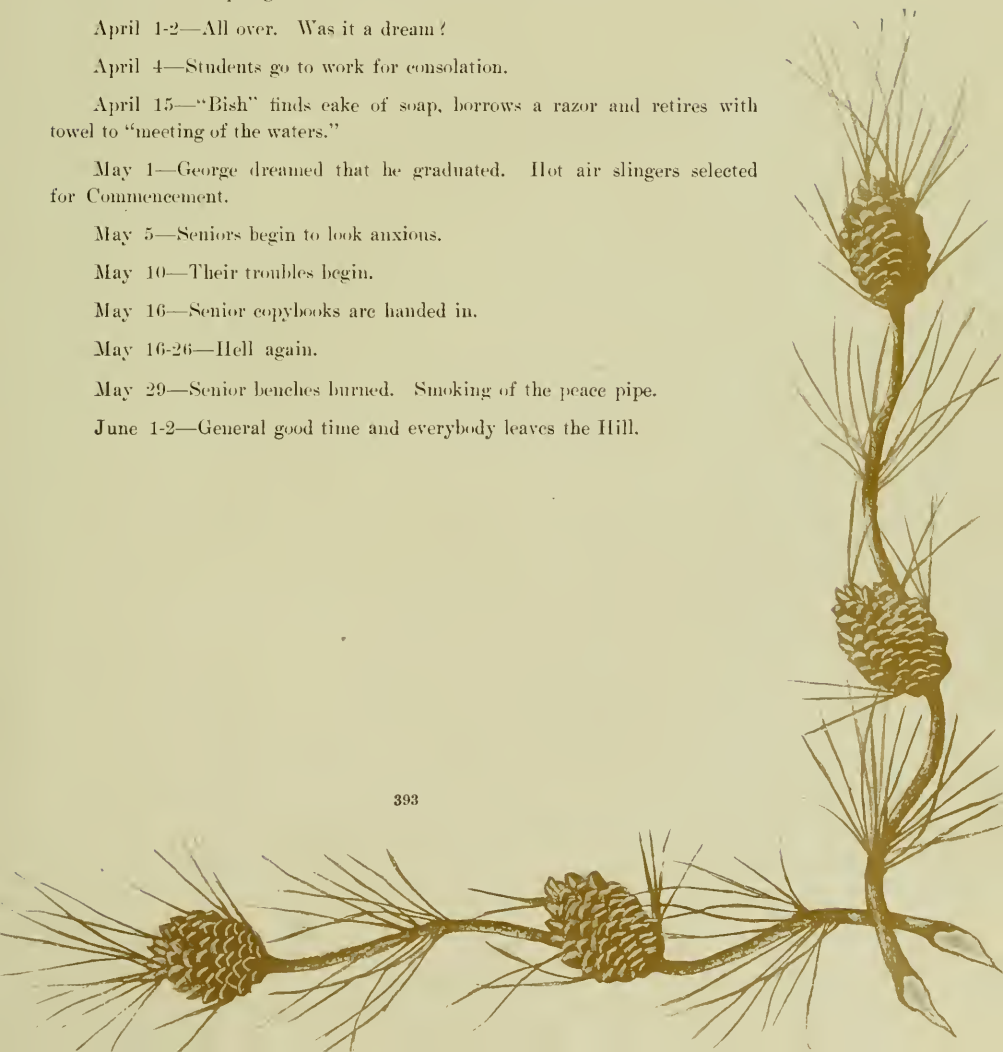 April 1-2—All over. Was it a dream?
April 4—Students go to work for consolation.
April 15—“Bish” finds cake of soap, borrows a razor and retires with
towel to “meeting of the waters.”
May 1—George dreamed that he graduated. Hot air slingers selected
for Commencement.
May 5—Seniors begin to look anxious.
May 10—Their troubles begin.
May 16—Senior copybooks are handed in.
May 16-26—Hell again.
May 29—Senior benches burned. Smoking of the peace pipe.
June 1-2—General good time and everybody leaves the Hill.
393